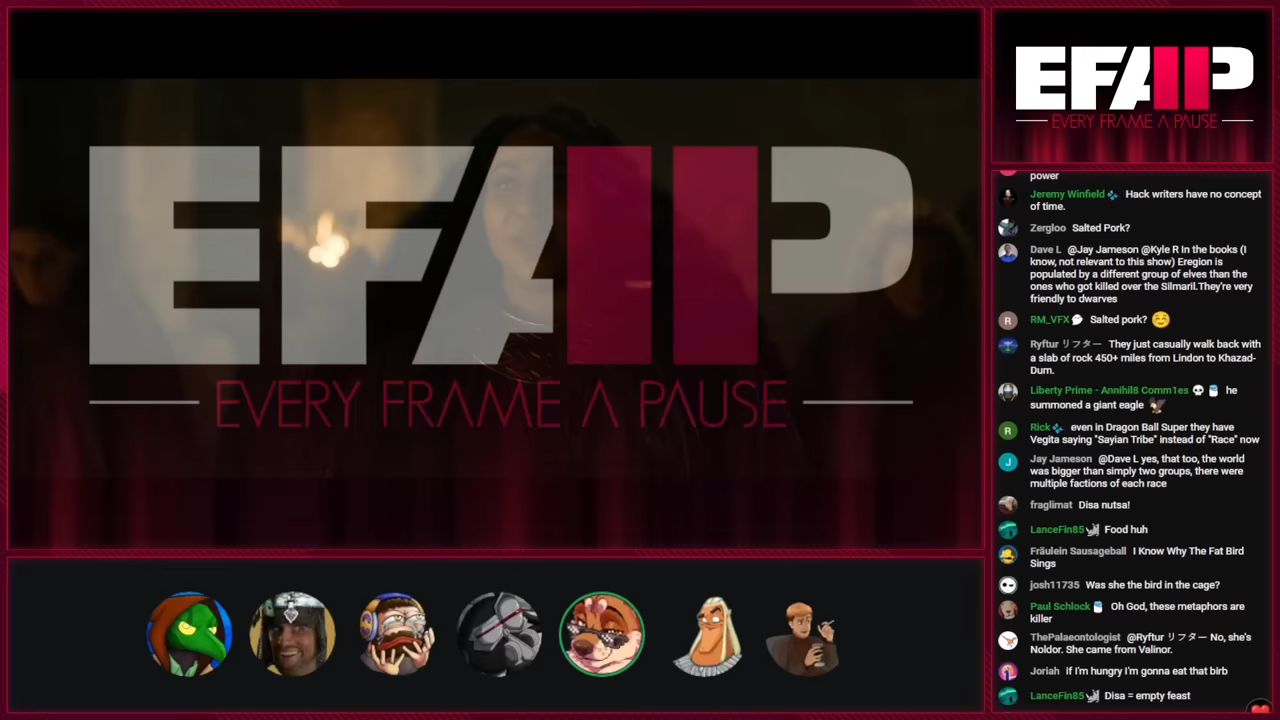 EFAP
EVERY FRAME A PAUSE
EFAP
EVERY FRAME A PAUSE
power
Jeremy Winfield Hack writers have no concept
of time.
Zergloo Salted Pork?
Dave L @Jay Jameson @Kyle R In the books (I
know, not relevant to this show) Eregion is
populated by a different group of elves than the
ones who got killed over the Silmaril.They're very
friendly to dwarves
R RM_VFX Salted pork?
Ryftur リフター They just casually walk back with
a slab of rock 450+ miles from Lindon to Khazad-
Dum.
Liberty Prime - Annihil8 Comm1es he
summoned a giant eagle
R Rick even in Dragon Ball Super they have
Vegita saying "Sayian Tribe" instead of "Race" now
J Jay Jameson @Dave L yes, that too, the world
was bigger than simply two groups, there were
multiple factions of each race
fraglimat Disa nutsa!
LanceFin85 Food huh
Fräulein Sausageball I Know Why The Fat Bird
Sings
josh11735 Was she the bird in the cage?
Paul Schlock Oh God, these metaphors are
killer
ThePalaeontologist @Ryftur リフター No, she's
Noldor. She came from Valinor.
Joriah if I'm hungry I'm gonna eat that birb
LanceFin85 Disa = empty feast